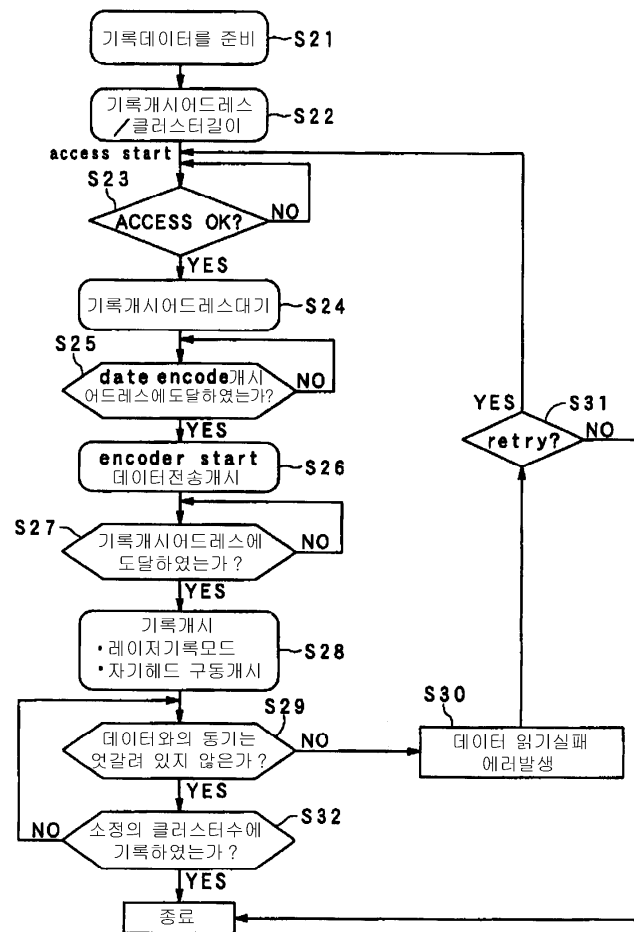 기록데이터를 준비
S21
기록개시어드레스
/클러스터길이
S22
access start
S23
ACCESS OK?
NO
YES
기록개시어드레스대기
S24
S25
date encode개시
어드레스에도달하였는가?
NO
YES
encoder start
데이터전송개시
S26
S27
기록개시어드레스에
도달하였는가?
NO
YES
기록개시
•레이저기록모드
•자기헤드 구동개시
S28
S29
데이터와의 동기는
엇갈려 있지 않은가?
NO
YES
S30
데이터 읽기실패
에러발생
YES
S31
retry?
NO
S32
소정의 클러스터수에
기록하였는가?
NO
YES
종료